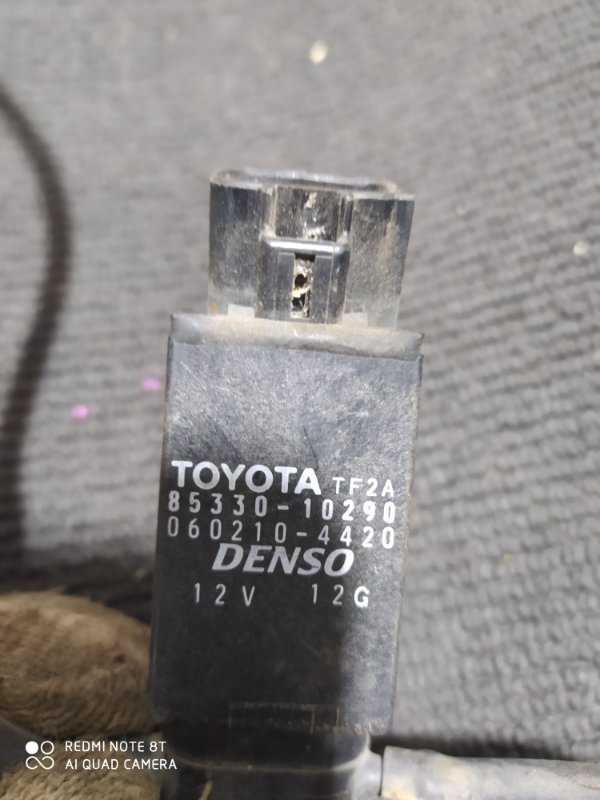 TOYOTA TF2A
85330-10290
060210-4420
DENSO
12V 12G
REDMI NOTE 8T
AI QUAD CAMERA